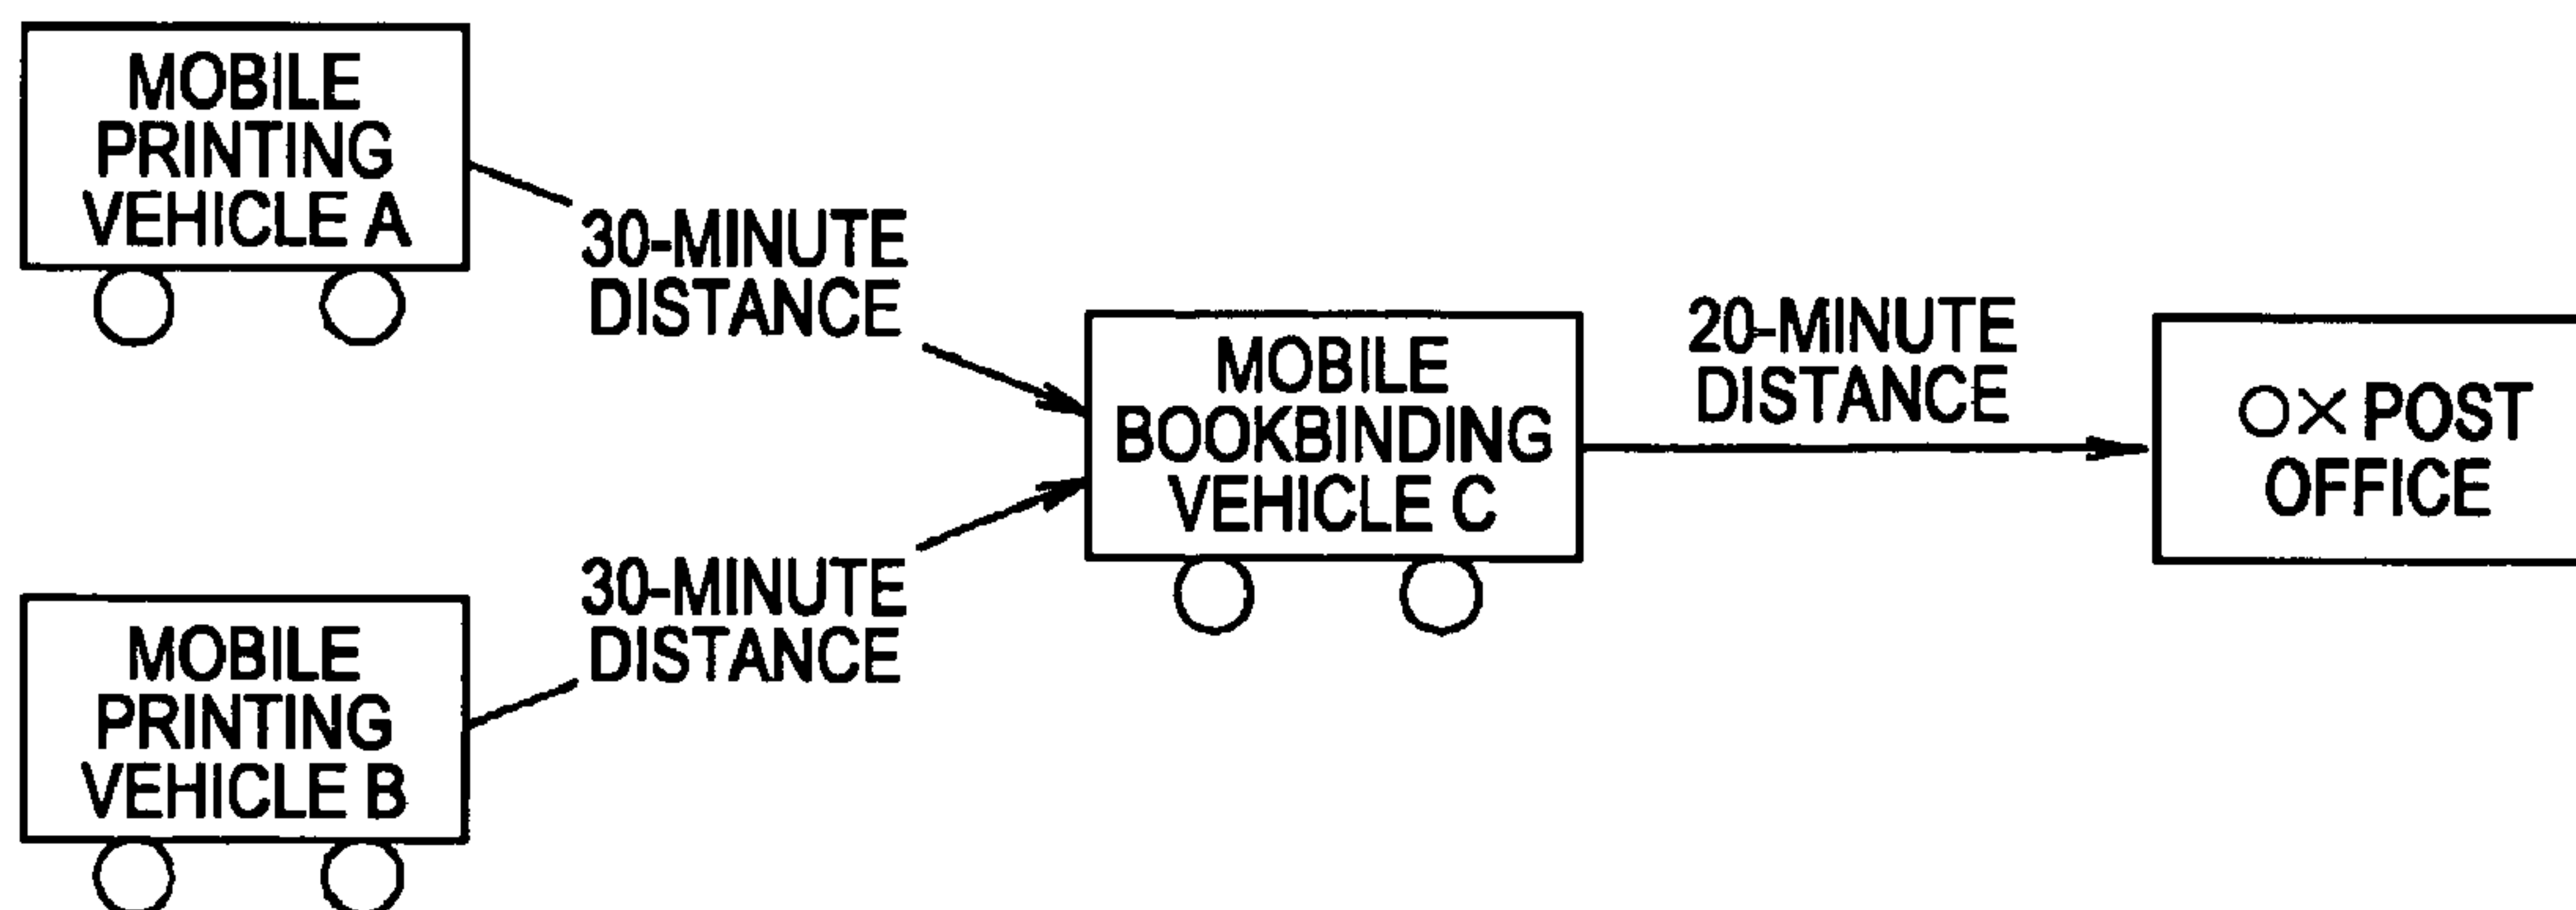 MOBILE
PRINTING
VEHICLE A
30-MINUTE
DISTANCE
MOBILE
PRINTING
VEHICLE B
30-MINUTE
DISTANCE
MOBILE
BOOKBINDING
VEHICLE C
20-MINUTE
DISTANCE
○× POST
OFFICE